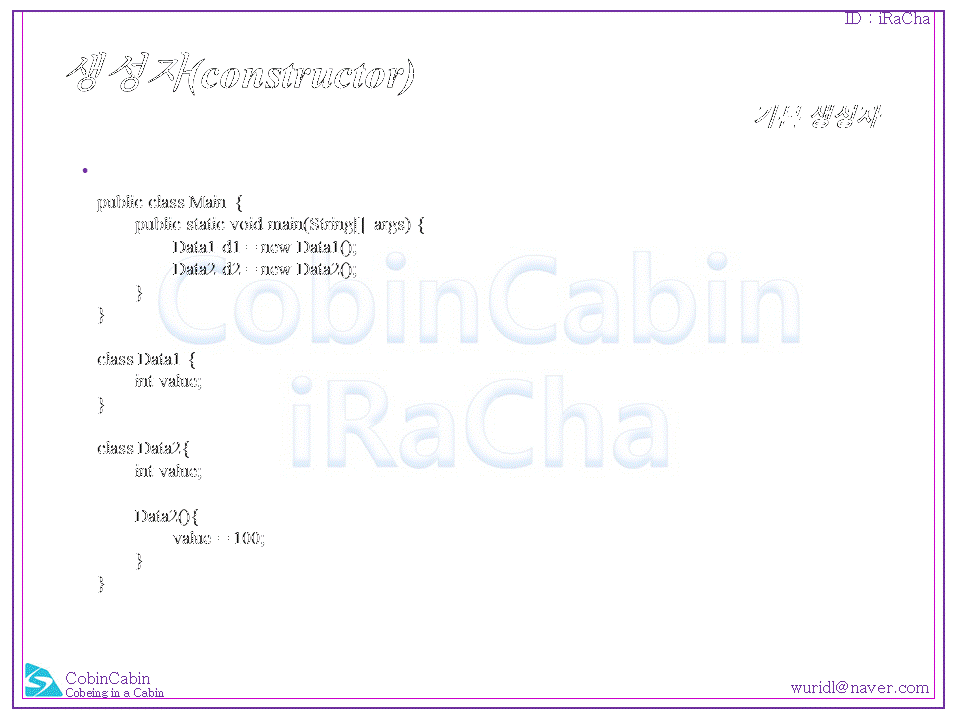 ID : iRaCha
생성자(constructor)
기본 생성자
•
public class Main {
public static void main(String[] args) {
Data1 d1 = new Data1();
Data2 d2 = new Data2();
}
}
class Data1 {
int value;
}
class Data2{
int value;
Data2(){
value = 100;
}
}
CobinCabin
iRaCha
CobinCabin
Cobeing in a Cabin
wuridl@naver.com